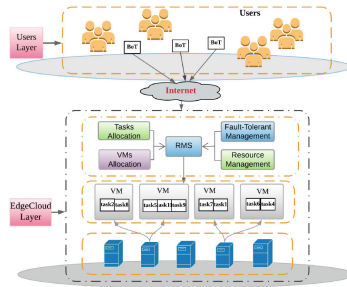 Users
Users
Layer
BoT
BoT
BoT
Internet
Tasks
Allocation
Fault-Tolerant
Management
RMS
VMs
Allocation
Resource
Management
EdgeCloud
Layer
VM
VM
VM
VM
task2 task8
task5 task9
task7 task1
task6 task4